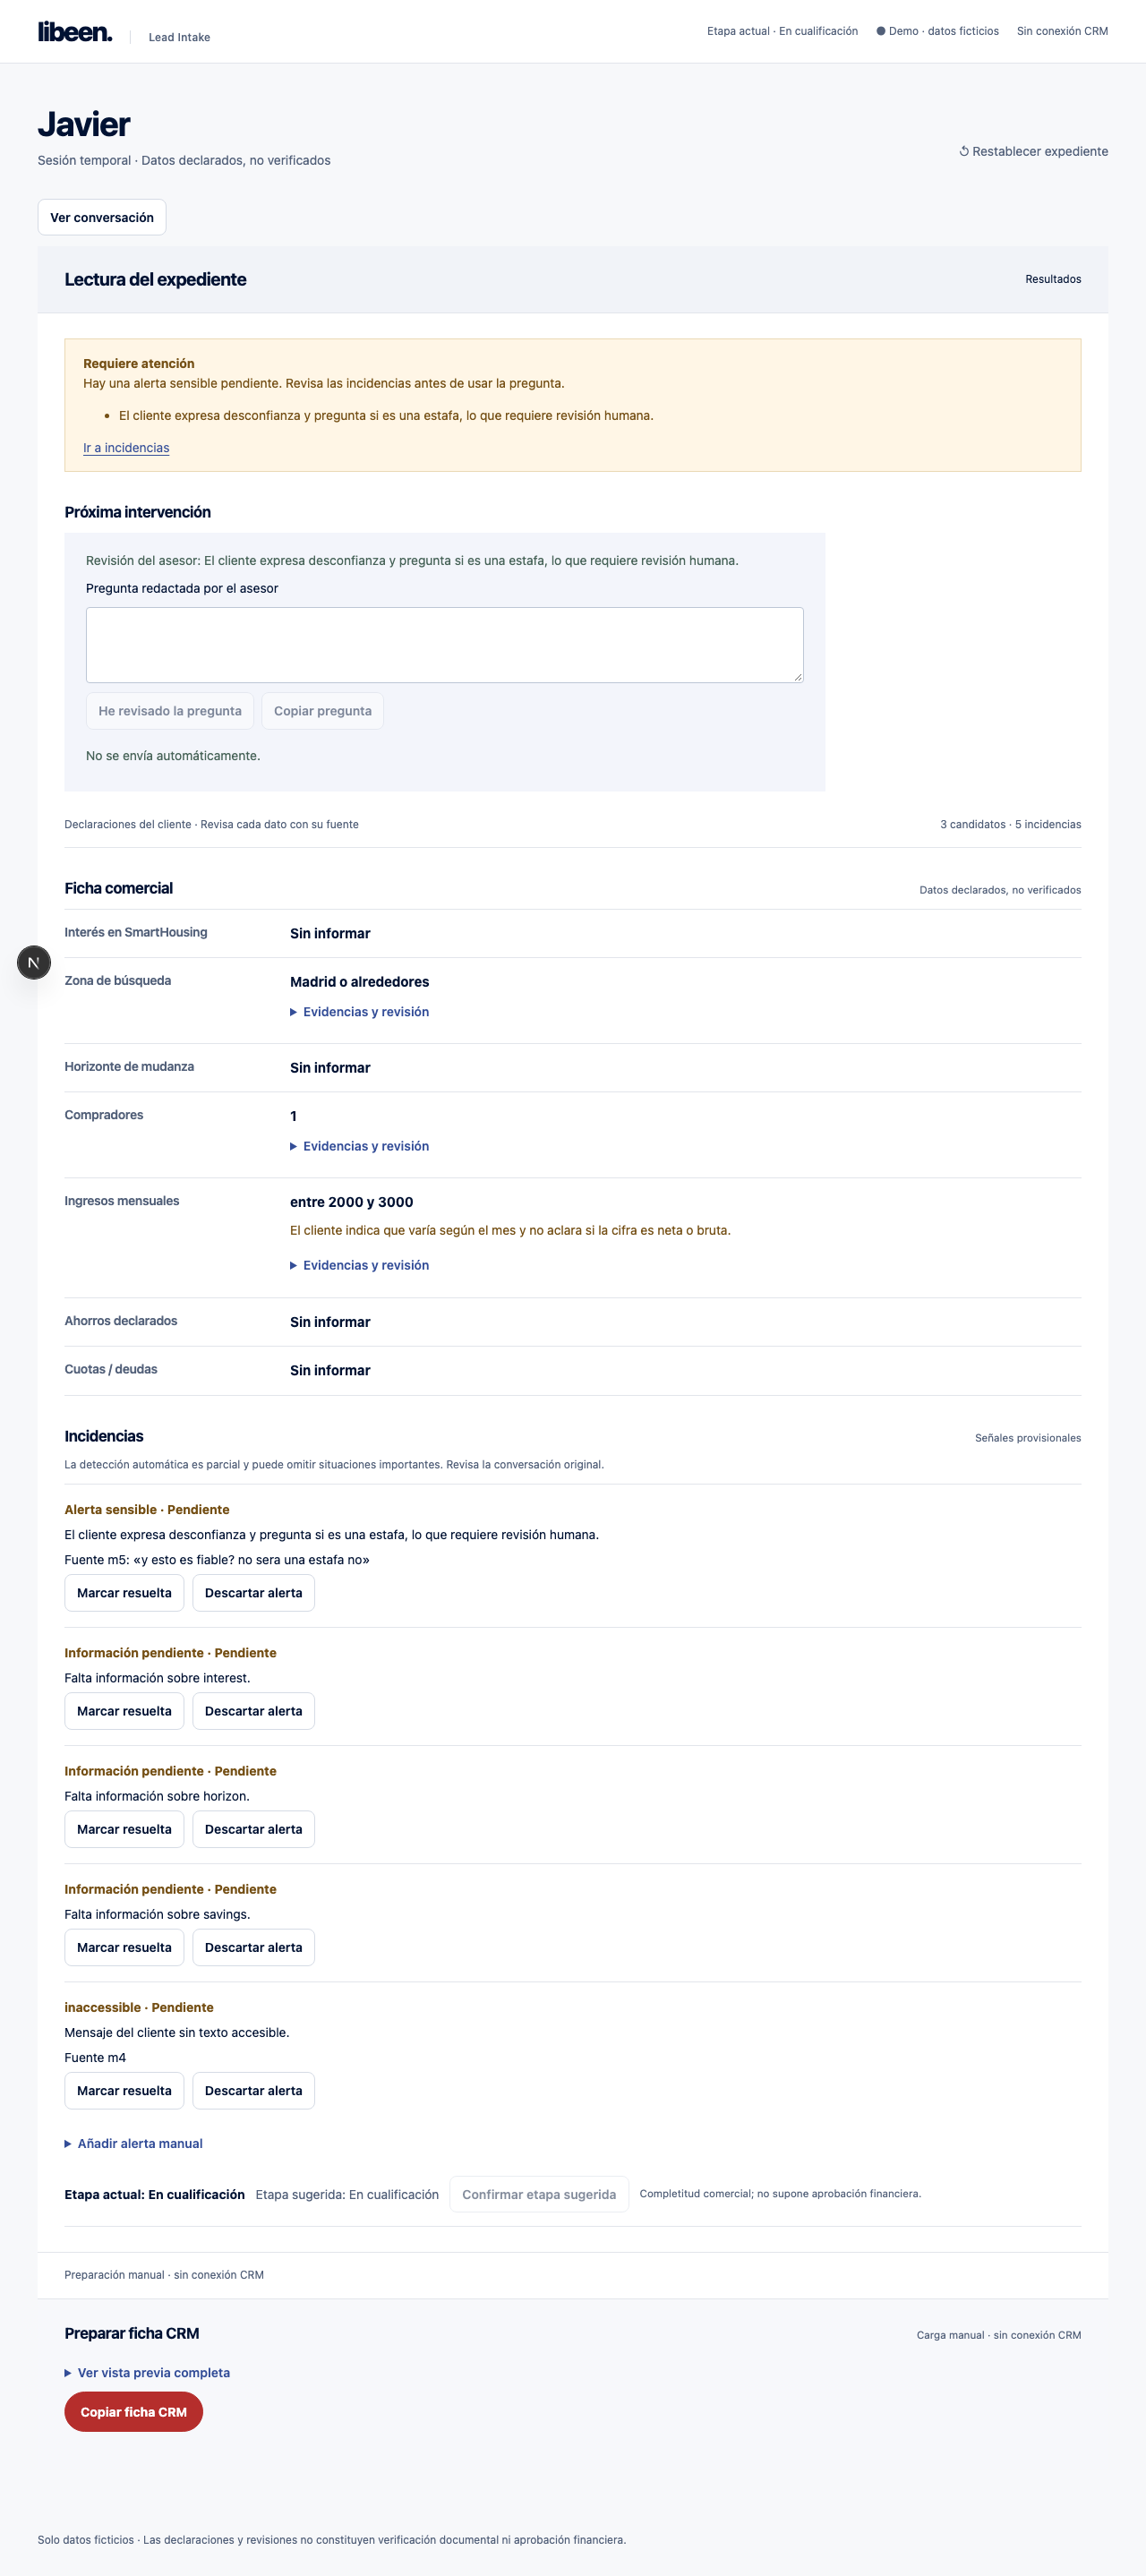 libeen.
Lead Intake
Etapa actual · En cualificación
● Demo · datos ficticios
Sin conexión CRM
Javier
Sesión temporal · Datos declarados, no verificados
↺ Restablecer expediente
Ver conversación
Lectura del expediente
Resultados
Requiere atención
Hay una alerta sensible pendiente. Revisa las incidencias antes de usar la pregunta.
• El cliente expresa desconfianza y pregunta si es una estafa, lo que requiere revisión humana.
Ir a incidencias
Próxima intervención
Revisión del asesor: El cliente expresa desconfianza y pregunta si es una estafa, lo que requiere revisión humana.
Pregunta redactada por el asesor
He revisado la pregunta
Copiar pregunta
No se envía automáticamente.
Declaraciones del cliente · Revisa cada dato con su fuente
3 candidatos · 5 incidencias
Ficha comercial
Datos declarados, no verificados
Interés en SmartHousing
Sin informar
Zona de búsqueda
Madrid o alrededores
▶ Evidencias y revisión
Horizonte de mudanza
Sin informar
Compradores
1
▶ Evidencias y revisión
Ingresos mensuales
entre 2000 y 3000
El cliente indica que varía según el mes y no aclara si la cifra es neta o bruta.
▶ Evidencias y revisión
Ahorros declarados
Sin informar
Cuotas / deudas
Sin informar
N
Incidencias
Señales provisionales
La detección automática es parcial y puede omitir situaciones importantes. Revisa la conversación original.
Alerta sensible · Pendiente
El cliente expresa desconfianza y pregunta si es una estafa, lo que requiere revisión humana.
Fuente m5: «y esto es fiable? no sera una estafa no»
Marcar resuelta
Descartar alerta
Información pendiente · Pendiente
Falta información sobre interest.
Marcar resuelta
Descartar alerta
Información pendiente · Pendiente
Falta información sobre horizon.
Marcar resuelta
Descartar alerta
Información pendiente · Pendiente
Falta información sobre savings.
Marcar resuelta
Descartar alerta
inaccessible · Pendiente
Mensaje del cliente sin texto accesible.
Fuente m4
Marcar resuelta
Descartar alerta
▶ Añadir alerta manual
Etapa actual: En cualificación
Etapa sugerida: En cualificación
Confirmar etapa sugerida
Completitud comercial; no supone aprobación financiera.
Preparación manual · sin conexión CRM
Preparar ficha CRM
Carga manual · sin conexión CRM
▶ Ver vista previa completa
Copiar ficha CRM
Solo datos ficticios · Las declaraciones y revisiones no constituyen verificación documental ni aprobación financiera.